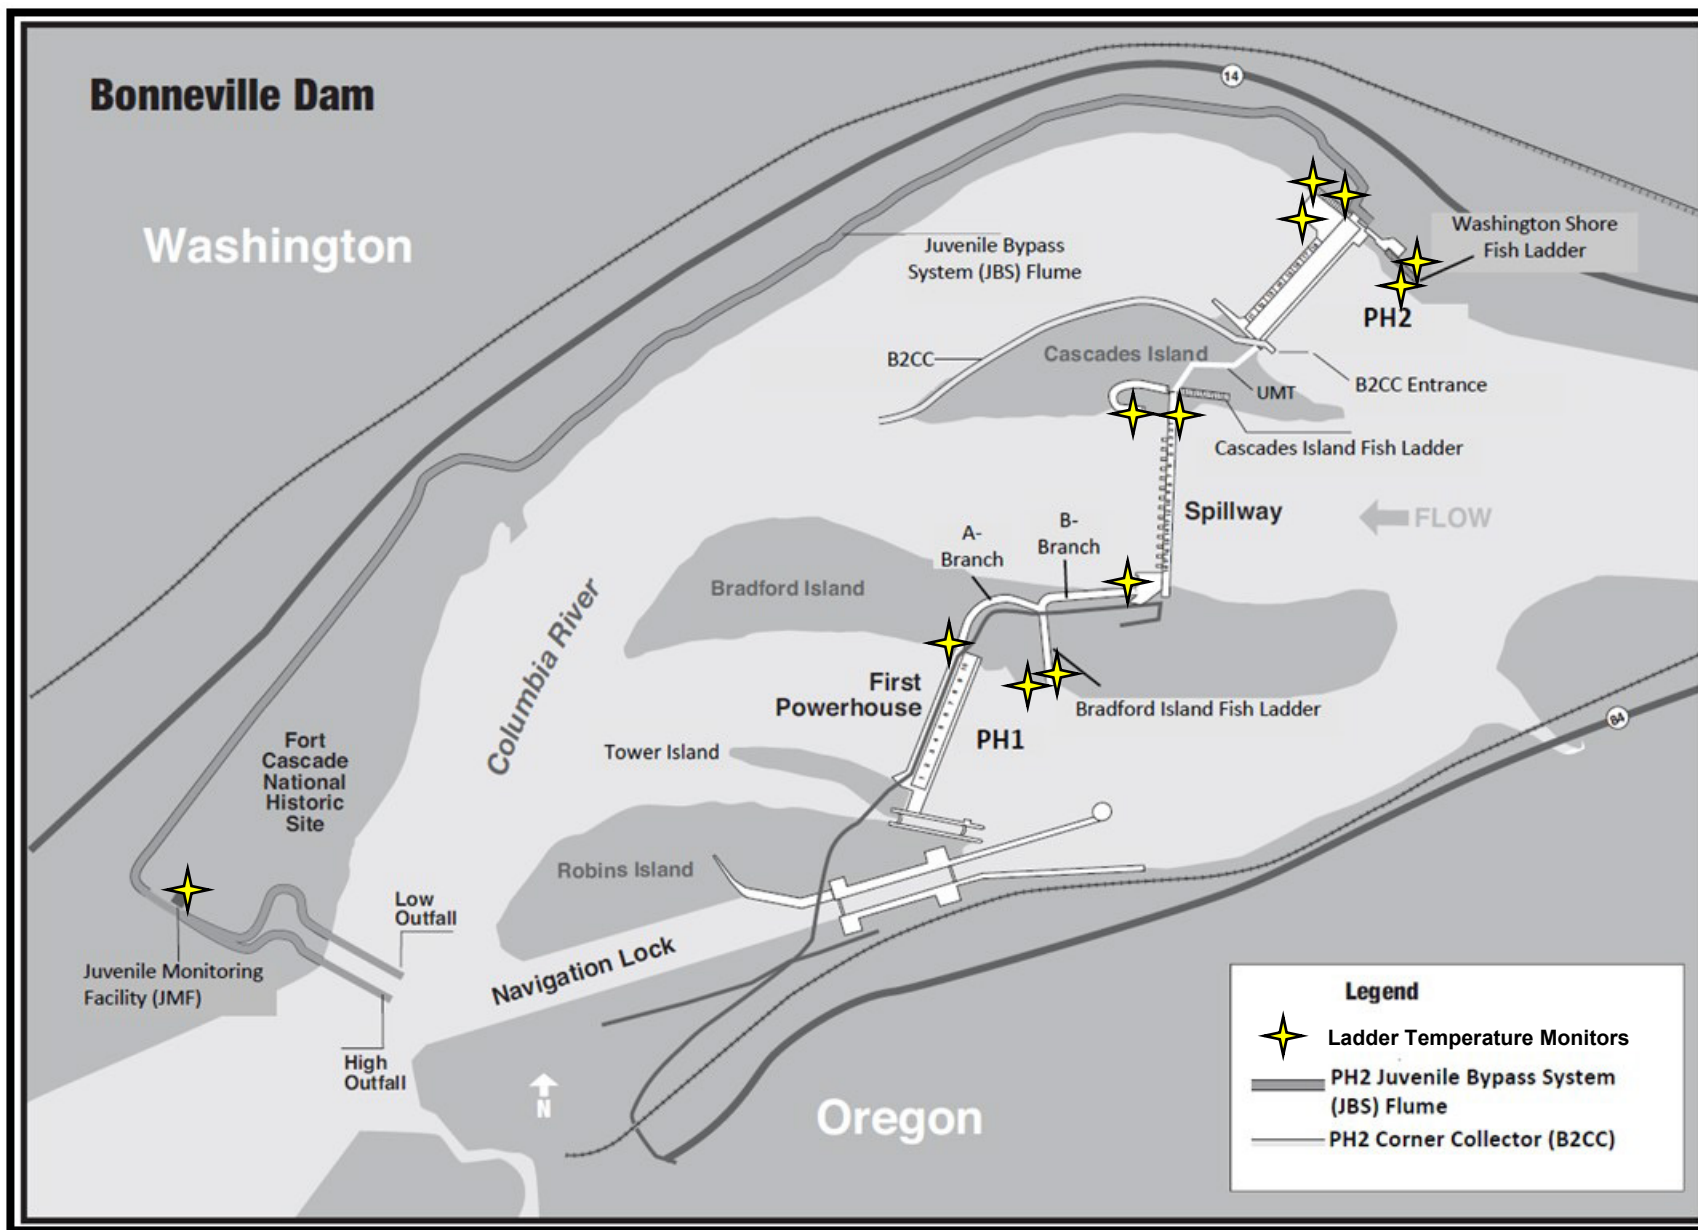 Bonneville Dam
14
Washington
Washington Shore
Fish Ladder
Juvenile Bypass
System (JBS) Flume
PH2
B2CC
Cascades Island
UMT
B2CC Entrance
Cascades Island Fish Ladder
Spillway
FLOW
A-
Branch
B-
Branch
Bradford Island
Columbia River
First
Powerhouse
Bradford Island Fish Ladder
84
PH1
Tower Island
Fort
Cascade
National
Historic
Site
Robins Island
Low
Outfall
Navigation Lock
Juvenile Monitoring
Facility (JMF)
High
Outfall
N
Oregon
Legend
Ladder Temperature Monitors
PH2 Juvenile Bypass System
(JBS) Flume
PH2 Corner Collector (B2CC)